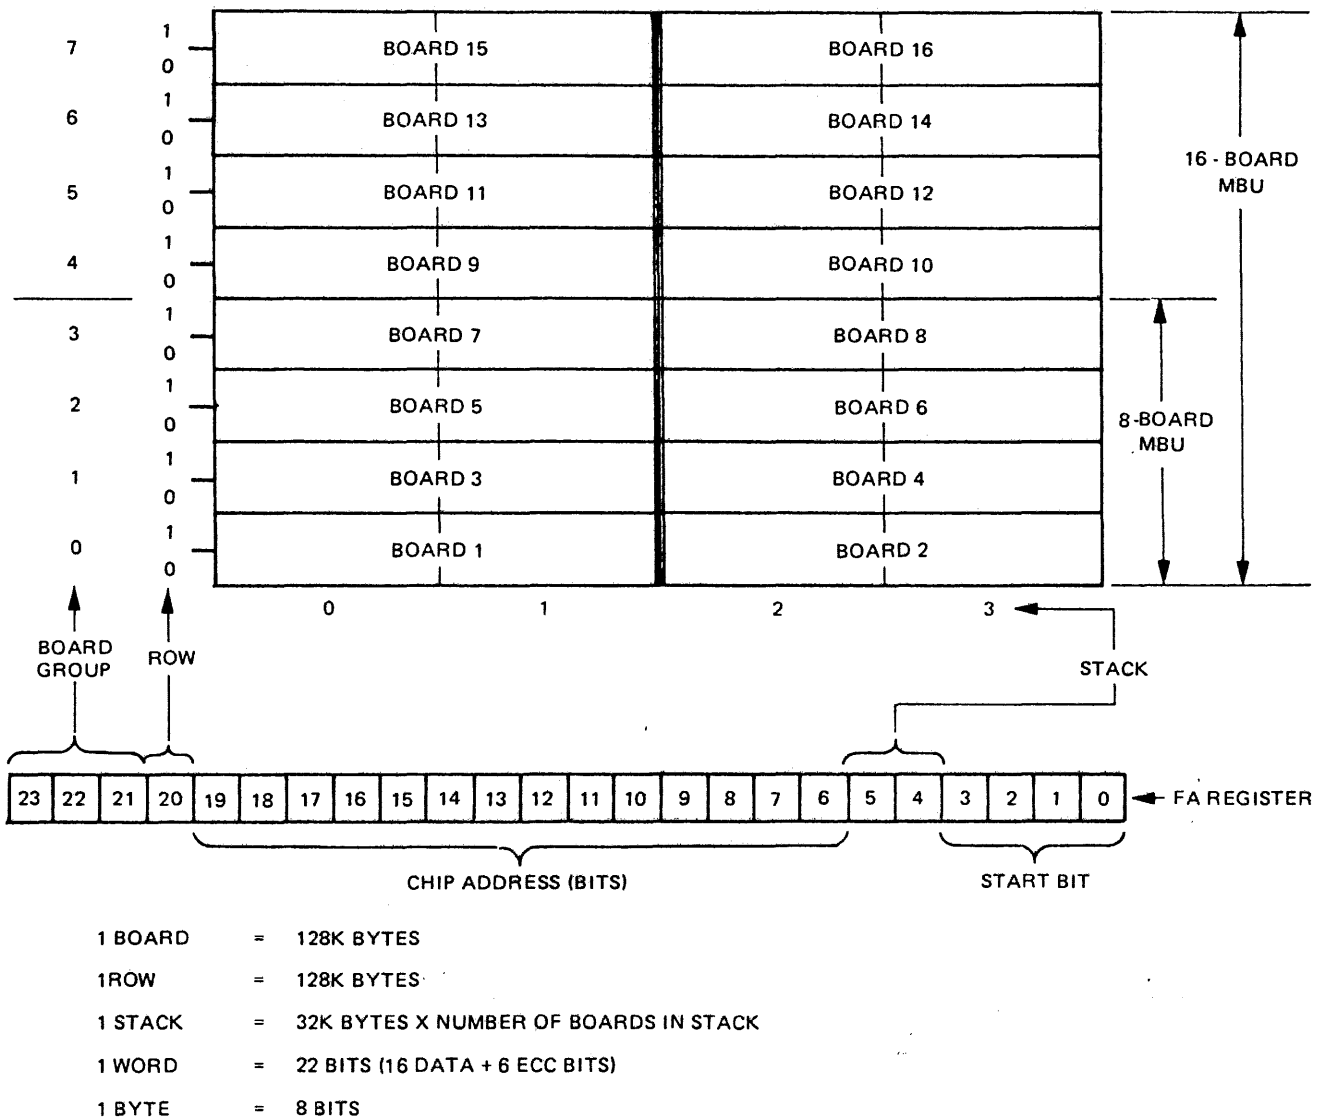 7 1 0 BOARD 15 BOARD 16
6 1 0 BOARD 13 BOARD 14
5 1 0 BOARD 11 BOARD 12
16 - BOARD
MBU
4 1 0 BOARD 9 BOARD 10
3 1 0 BOARD 7 BOARD 8
2 1 0 BOARD 5 BOARD 6
8-BOARD
MBU
1 1 0 BOARD 3 BOARD 4
0 1 0 BOARD 1 BOARD 2
0 1 2 3
BOARD
GROUP
ROW
STACK
23 22 21 20 19 18 17 16 15 14 13 12 11 10 9 8 7 6 5 4 3 2 1 0 FA REGISTER
CHIP ADDRESS (BITS) START BIT
1 BOARD = 128K BYTES
1ROW = 128K BYTES
1 STACK = 32K BYTES X NUMBER OF BOARDS IN STACK
1 WORD = 22 BITS (16 DATA + 6 ECC BITS)
1 BYTE = 8 BITS